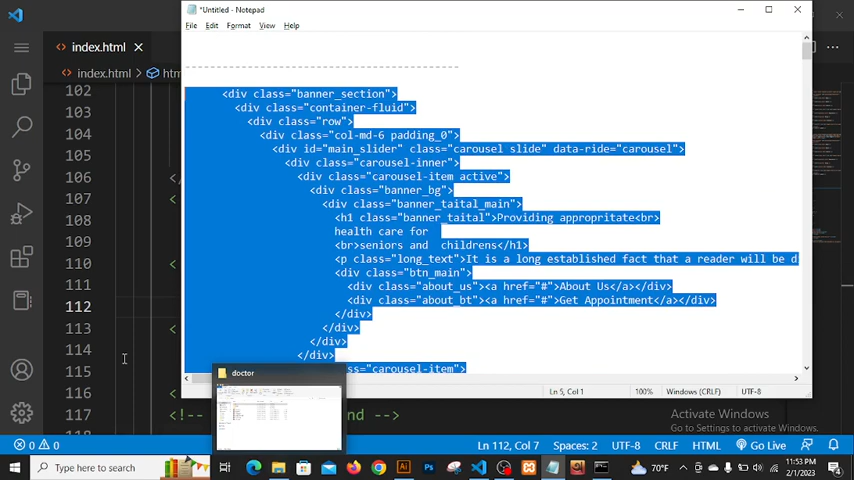 *Untitled - Notepad
File Edit Format View Help
index.html
index.html
102
103
104
105
106
107
108
109
110
111
112
113
114
115
116
117
------------------------------------------
<div class="banner_section">
<div class="container-fluid">
<div class="row">
<div class="col-md-6 padding_0">
<div id="main_slider" class="carousel slide" data-ride="carousel">
<div class="carousel-inner">
<div class="carousel-item active">
<div class="banner_bg">
<div class="banner_taital_main">
<h1 class="banner_taital">Providing appropritate<br>
health care for
<br>seniors and childrens</h1>
<p class="long_text">It is a long established fact that a reader will be d
<div class="btn_main">
<div class="about_us"><a href="#">About Us</a></div>
<div class="about_bt"><a href="#">Get Appointment</a></div>
</div>
</div>
</div>
</div>
="carousel-item">
doctor
Ln 5, Col 1 100% Windows (CRLF) UTF-8
<!-- nd -->
Activate Windows
Go to Settings to activate Windows.
0 0 Ln 112, Col 7 Spaces: 2 UTF-8 CRLF HTML Go Live
Type here to search
70°F
11:53 PM
2/1/2023